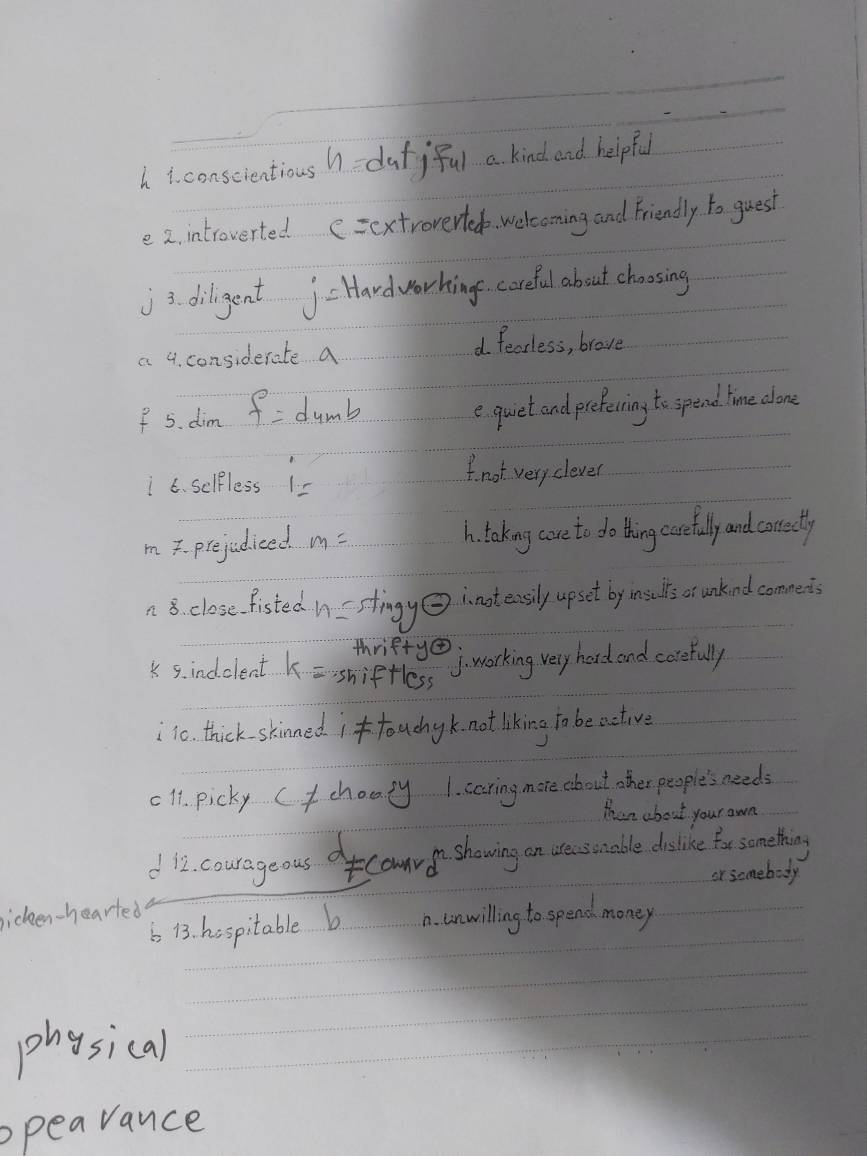 h 1. conscientious h = dutiful a. kind and helpful
e 2. introverted e = extroverted b. welcoming and friendly to guest
j 3. diligent j = Hardworking c. careful about choosing
a 4. considerate a d. fearless, brave
f 5. dim f = dumb e. quiet and preferring to spend time alone
i 6. selfless i = f. not very clever
m 7. prejudiced m = h. taking care to do thing carefully and correctly
n 8. close-fisted n = stingy ⊖ i. not easily upset by insults or unkind comments
thrifty ⊕
k 9. indolent k = shiftless j. working very hard and carefully
i 10. thick-skinned i ≠ touchy k. not liking to be active
c 11. picky c ≠ choosy l. caring more about other people's needs
than about your own
d 12. courageous d ≠ coward m. showing an unreasonable dislike for something
or somebody
hicken-hearted
b 13. hospitable b n. unwilling to spend money
physical
pearance